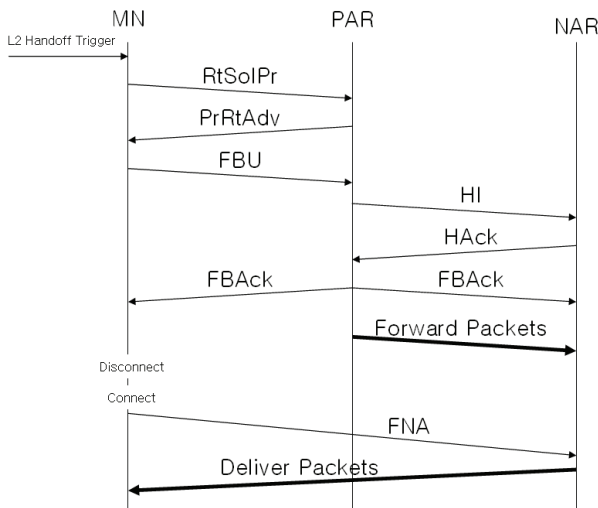 MN PAR NAR
L2 Handoff Trigger
RtSolPr
PrRtAdv
FBU
HI
HAck
FBAck FBAck
Forward Packets
Disconnect
Connect
FNA
Deliver Packets